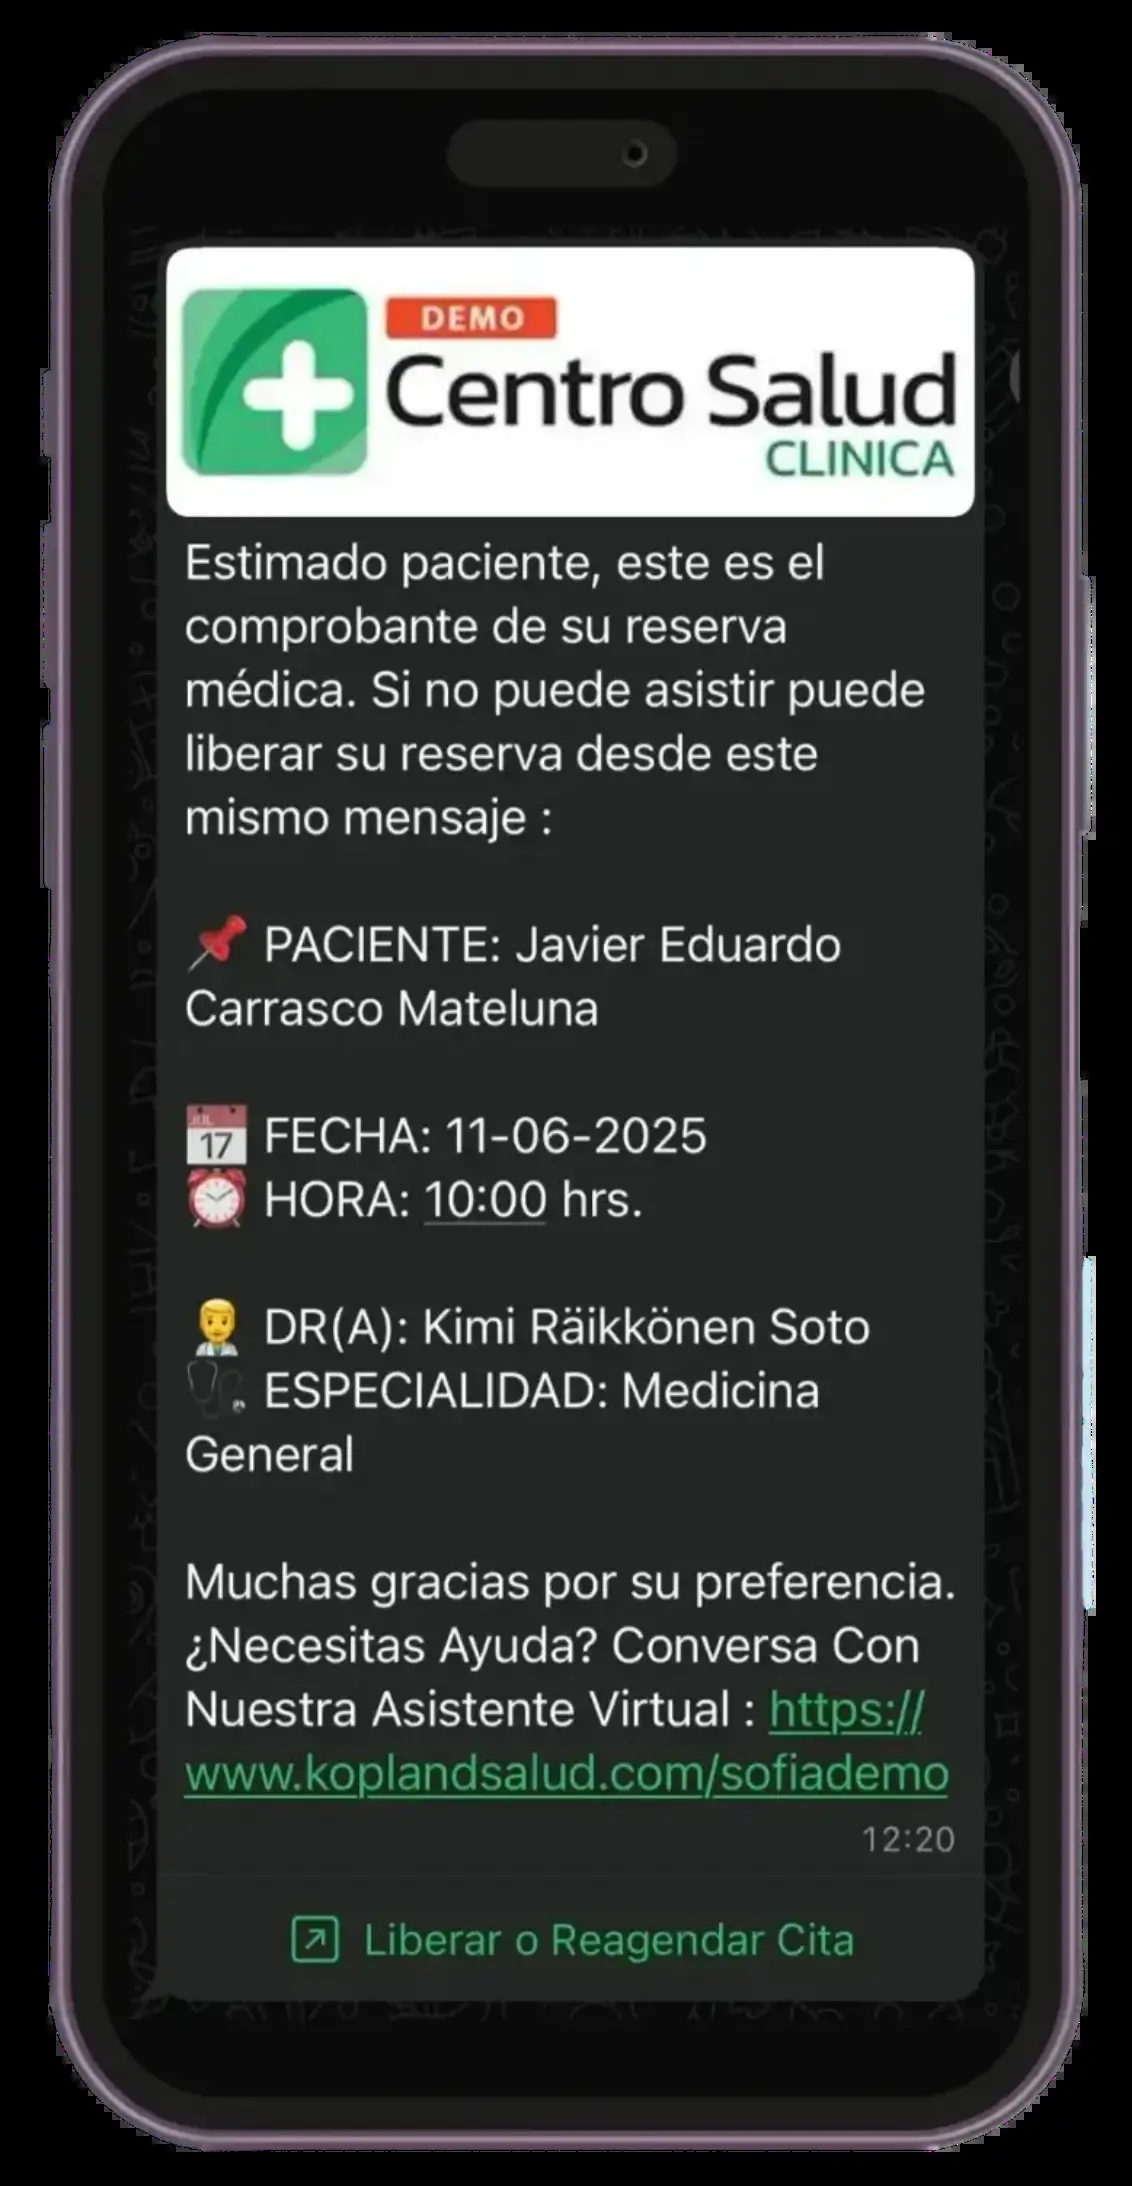 DEMO
Centro Salud
CLINICA
Estimado paciente, este es el
comprobante de su reserva
médica. Si no puede asistir puede
liberar su reserva desde este
mismo mensaje :
📌 PACIENTE: Javier Eduardo
Carrasco Mateluna
JUL
17
FECHA: 11-06-2025
⏰ HORA: 10:00 hrs.
👨‍⚕️ DR(A): Kimi Räikkönen Soto
🩺 ESPECIALIDAD: Medicina
General
Muchas gracias por su preferencia.
¿Necesitas Ayuda? Conversa Con
Nuestra Asistente Virtual : https://
www.koplandsalud.com/sofiademo
12:20
Liberar o Reagendar Cita